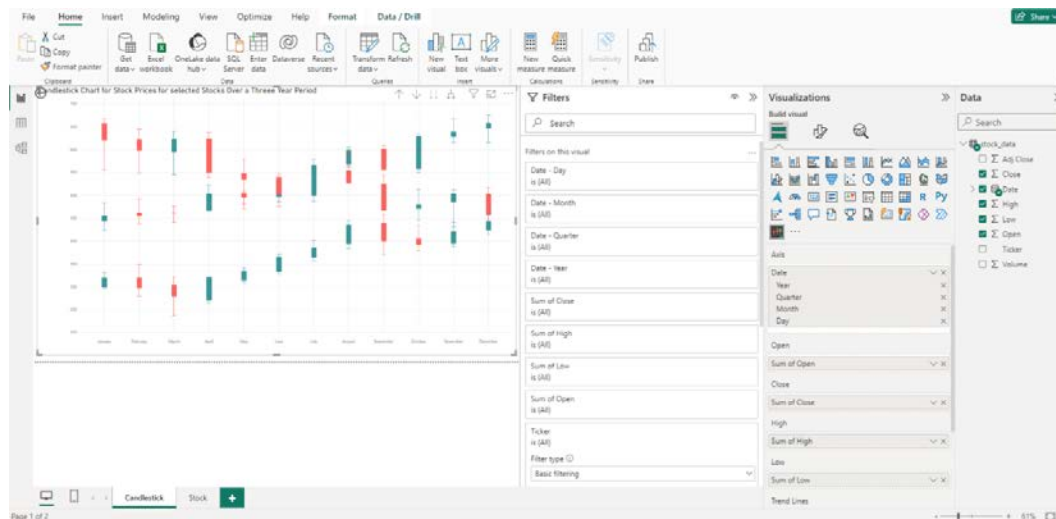 File Home Insert Modeling View Optimize Help Format Data / Drill
Share
Paste
Cut
Copy
Format painter
Get data
Excel workbook
OneLake data hub
SQL Server
Enter data
Dataverse
Recent sources
Transform data
Refresh
New visual
Text box
More visuals
New measure
Quick measure
Sensitivity
Publish
Clipboard Data Queries Insert Calculations Sensitivity Share
Candlestick Chart for Stock Prices for selected Stocks Over a Threee Year Period
Filters
Search
Filters on this visual
Date - Day
is (All)
Date - Month
is (All)
Date - Quarter
is (All)
Date - Year
is (All)
Sum of Close
is (All)
Sum of High
is (All)
Sum of Low
is (All)
Sum of Open
is (All)
Ticker
is (All)
Filter type
Basic filtering
Visualizations
Build visual
Axis
Date
Year
Quarter
Month
Day
Open
Sum of Open
Close
Sum of Close
High
Sum of High
Low
Sum of Low
Trend Lines
Data
Search
stock_data
Adj Close
Close
Date
High
Low
Open
Ticker
Volume
Candlestick Stock
Page 1 of 2